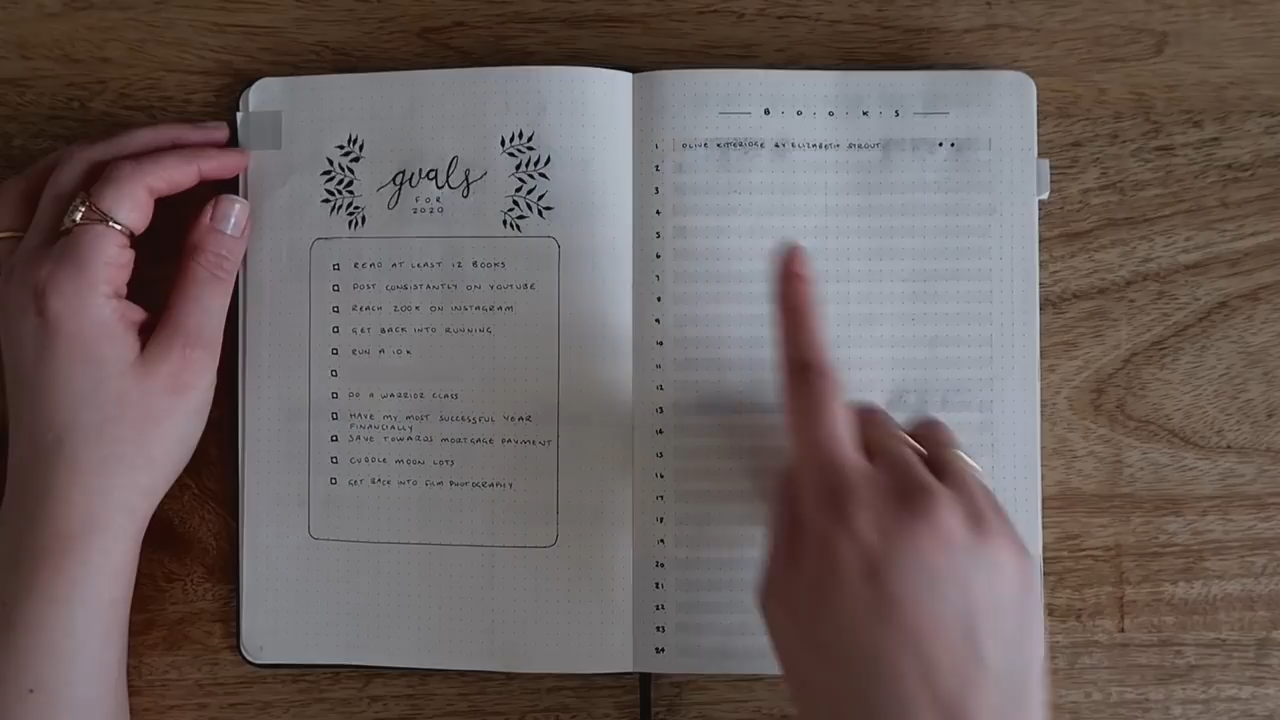 goals
FOR
2020
READ AT LEAST 12 BOOKS
POST CONSISTANTLY ON YOUTUBE
REACH 200K ON INSTAGRAM
GET BACK INTO RUNNING
RUN A 10K
DO A WARRIOR CLASS
HAVE MY MOST SUCCESSFUL YEAR
FINANCIALLY
SAVE TOWARDS MORTGAGE PAYMENT
CUDDLE MOON LOTS
GET BACK INTO FILM PHOTOGRAPHY
B·O·O·K·S
1 OLIVE KITTERIDGE BY ELIZABETH STROUT
2
3
4
5
6
7
8
9
10
11
12
13
14
15
16
17
18
19
20
21
22
23
24